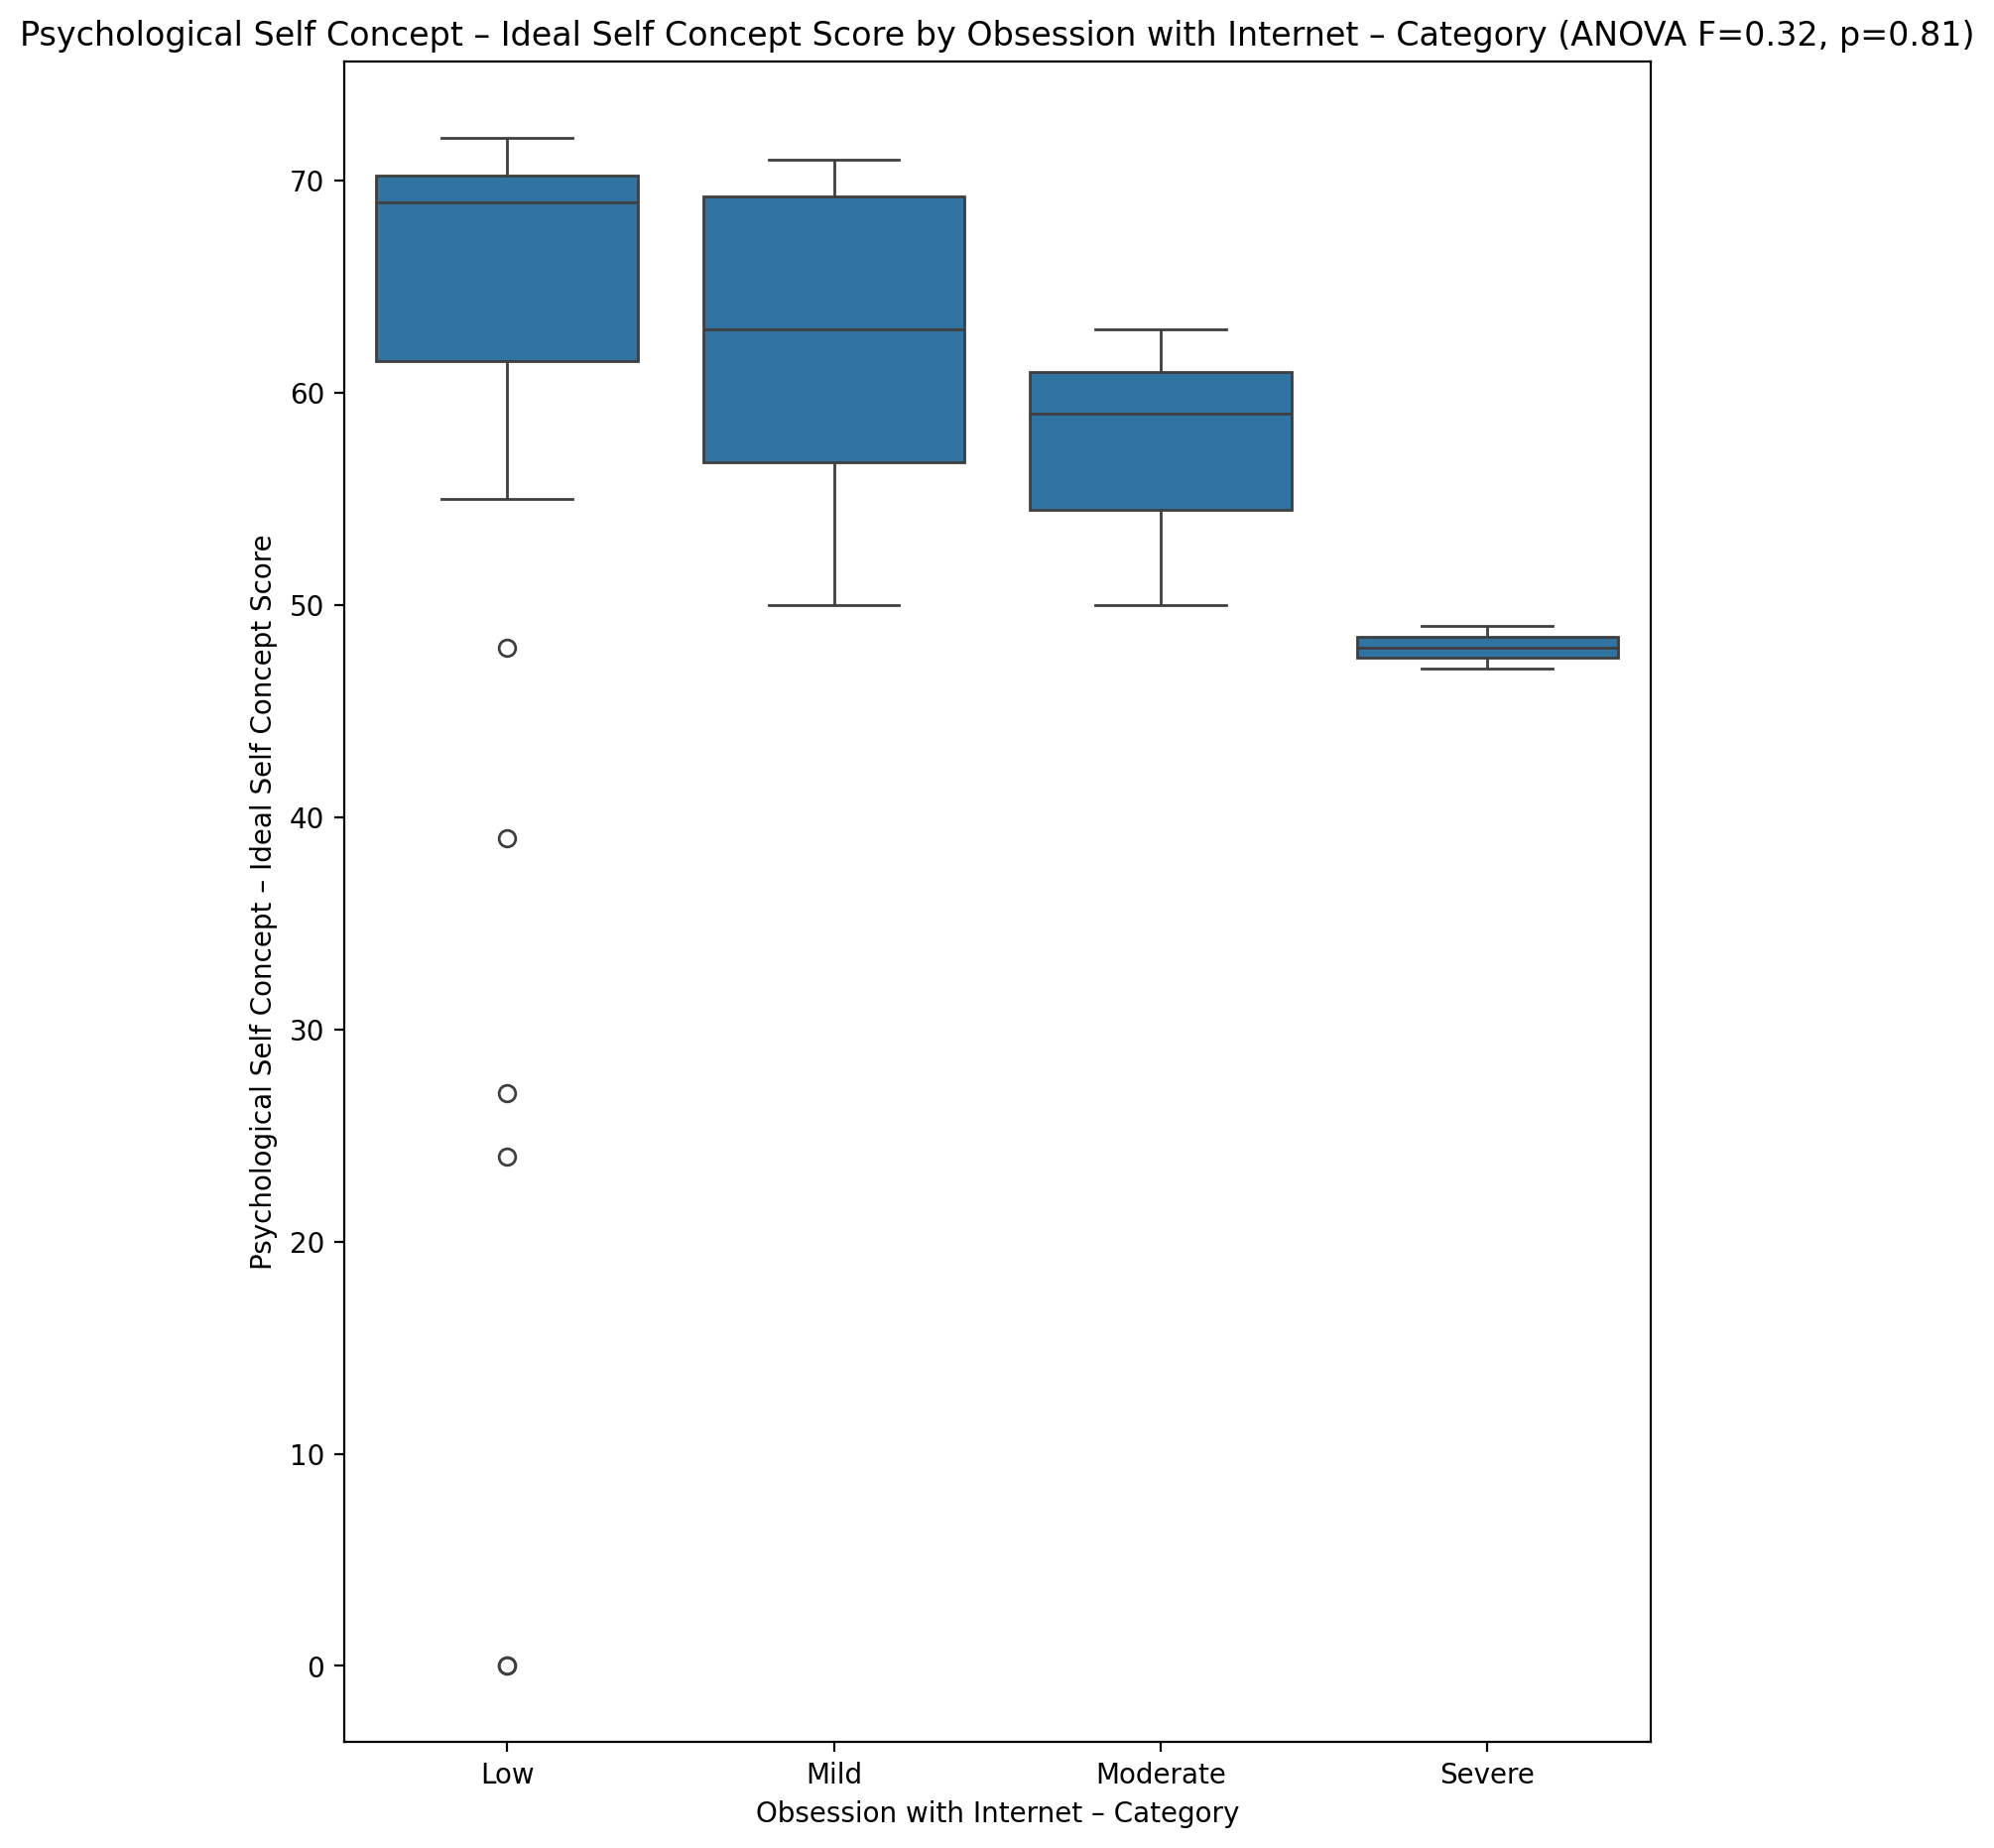 Psychological Self Concept – Ideal Self Concept Score by Obsession with Internet – Category (ANOVA F=0.32, p=0.81)
Psychological Self Concept – Ideal Self Concept Score
70
60
50
40
30
20
10
0
Low Mild Moderate Severe
Obsession with Internet – Category